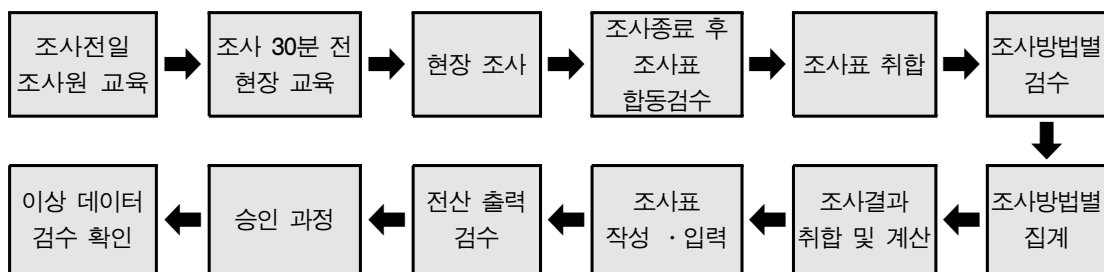 조사전일
조사원 교육
조사 30분 전
현장 교육
현장 조사
조사종료 후
조사표
합동검수
조사표 취합
조사방법별
검수
조사방법별
집계
조사결과
취합 및 계산
조사표
작성 ·입력
전산 출력
검수
승인 과정
이상 데이터
검수 확인